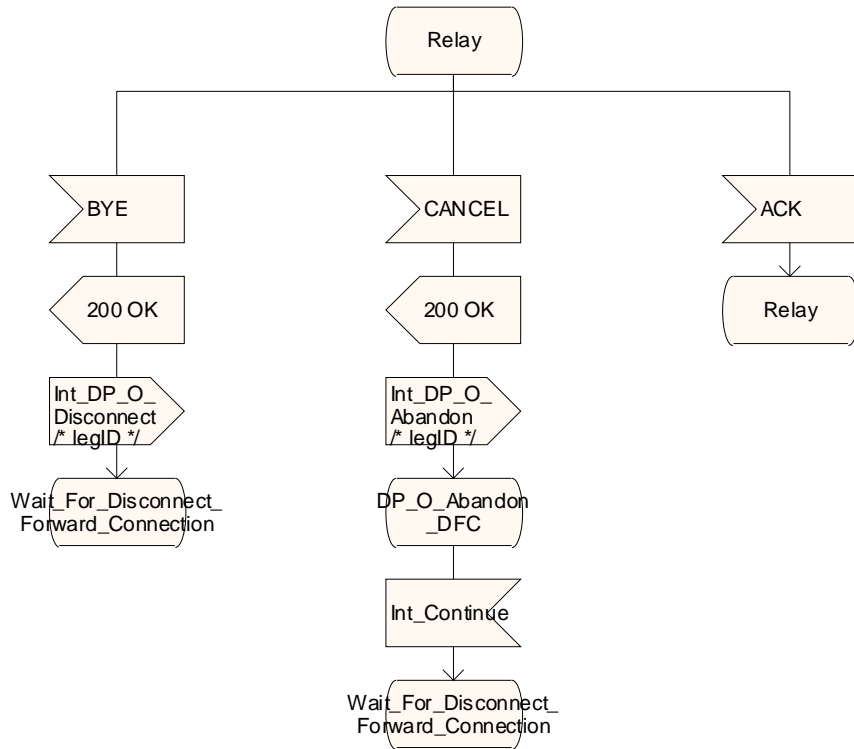 Relay
BYE
CANCEL
ACK
200 OK
200 OK
Relay
Int_DP_O_
Disconnect
/* legID */
Int_DP_O_
Abandon
/* legID */
Wait_For_Disconnect_
Forward_Connection
DP_O_Abandon
_DFC
Int_Continue
Wait_For_Disconnect_
Forward_Connection